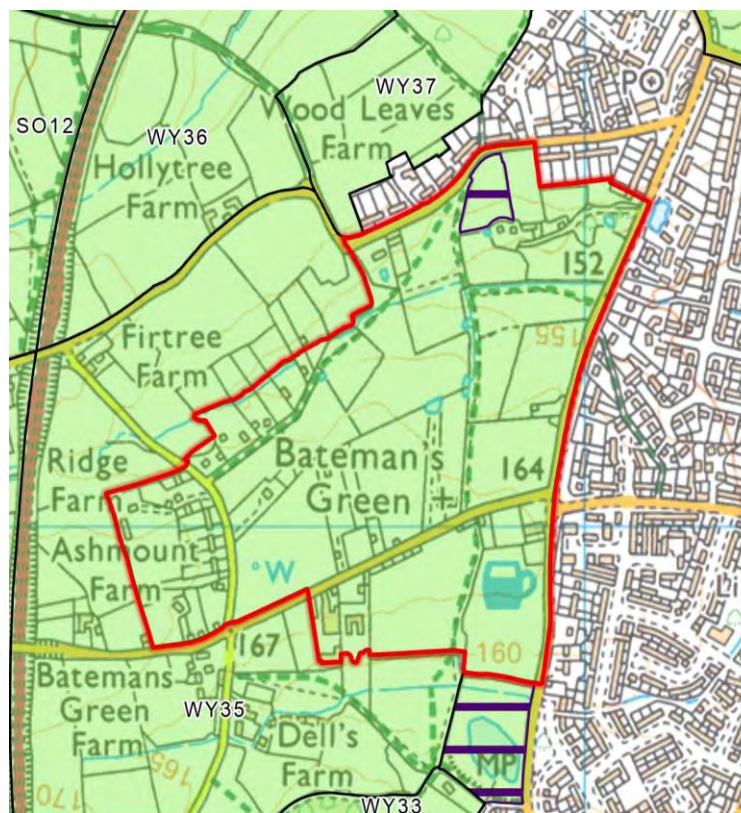 WY37
PO
SO12
WY36
Wood Leaves
Farm
Hollytree
Farm
152
Firtree
Farm
155
Bateman's
Green
164
Ridge
Farm
Ashmount
Farm
W
167
160
Batemans
Green
Farm
WY35
Dell's
Farm
MP
165
170
WY33